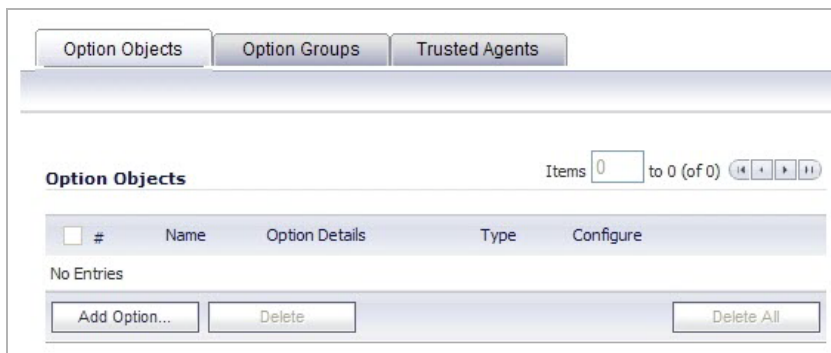 Option Objects Option Groups Trusted Agents
Option Objects Items 0 to 0 (of 0)
# Name Option Details Type Configure
No Entries
Add Option... Delete Delete All